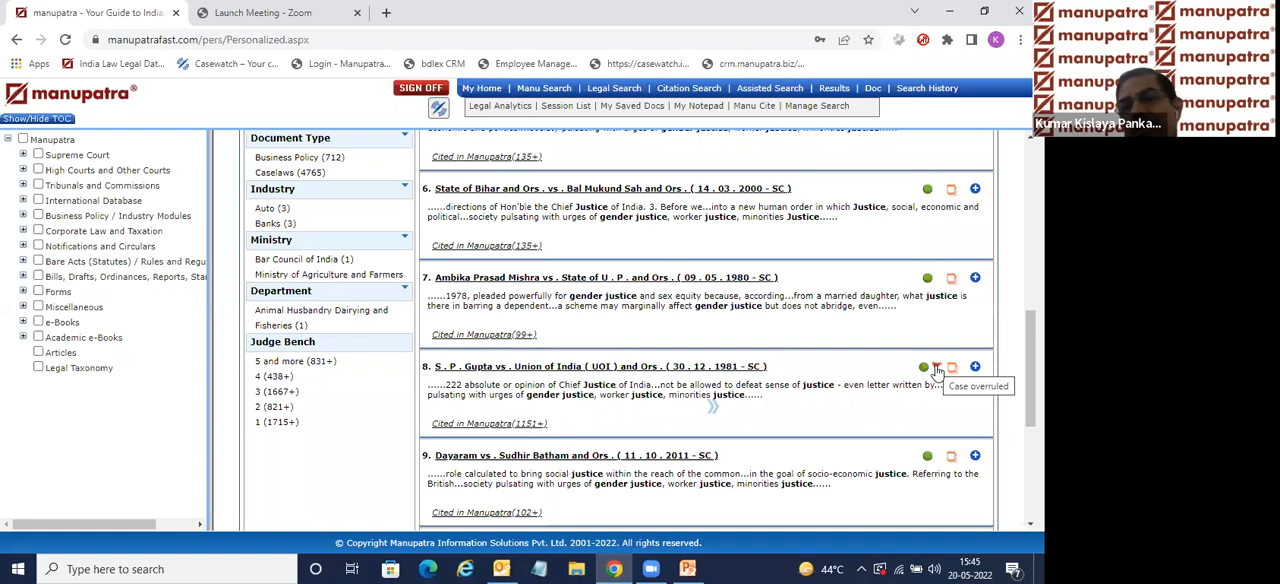 manupatra - Your Guide to India
Launch Meeting - Zoom
manupatrafast.com/pers/Personalized.aspx
K
Apps
India Law Legal Dat...
Casewatch – Your c...
Login - Manupatra...
bdlex CRM
Employee Manage...
https://casewatch.i...
crm.manupatra.biz/...
manupatra
SIGN OFF
My Home | Manu Search | Legal Search | Citation Search | Assisted Search | Results | Doc | Search History
Legal Analytics | Session List | My Saved Docs | My Notepad | Manu Cite | Manage Search
Show/Hide TOC
Manupatra
Supreme Court
High Courts and Other Courts
Tribunals and Commissions
International Database
Business Policy / Industry Modules
Corporate Law and Taxation
Notifications and Circulars
Bare Acts (Statutes) / Rules and Regu
Bills, Drafts, Ordinances, Reports, Sta
Forms
Miscellaneous
e-Books
Academic e-Books
Articles
Legal Taxonomy
Document Type
Business Policy (712)
Caselaws (4765)
Industry
Auto (3)
Banks (3)
Ministry
Bar Council of India (1)
Ministry of Agriculture and Farmers
Department
Animal Husbandry Dairying and
Fisheries (1)
Judge Bench
5 and more (831+)
4 (438+)
3 (1667+)
2 (821+)
1 (1715+)
Cited in Manupatra(135+)
6. State of Bihar and Ors . vs . Bal Mukund Sah and Ors . ( 14 . 03 . 2000 - SC )
......directions of Hon'ble the Chief Justice of India. 3. Before we...into a new human order in which Justice, social, economic and
political...society pulsating with urges of gender justice, worker justice, minorities Justice......
Cited in Manupatra(135+)
7. Ambika Prasad Mishra vs . State of U . P . and Ors . ( 09 . 05 . 1980 - SC )
......1978, pleaded powerfully for gender justice and sex equity because, according...from a married daughter, what justice is
there in barring a dependent...a scheme may marginally affect gender justice but does not abridge, even......
Cited in Manupatra(99+)
8. S . P . Gupta vs . Union of India ( UOI ) and Ors . ( 30 . 12 . 1981 - SC )
......222 absolute or opinion of Chief Justice of India...not be allowed to defeat sense of justice - even letter written by...
pulsating with urges of gender justice, worker justice, minorities justice......
Case overruled
Cited in Manupatra(1151+)
9. Dayaram vs . Sudhir Batham and Ors . ( 11 . 10 . 2011 - SC )
......role calculated to bring social justice within the reach of the common...in the goal of socio-economic justice. Referring to the
British...society pulsating with urges of gender justice, worker justice, minorities justice......
Cited in Manupatra(102+)
© Copyright Manupatra Information Solutions Pvt. Ltd. 2001-2022. All rights reserved.
Type here to search
44°C
15:45
20-05-2022
7
manupatra manupatra
manupatra manupatra
manupatra
Kumar Kislaya Panka...